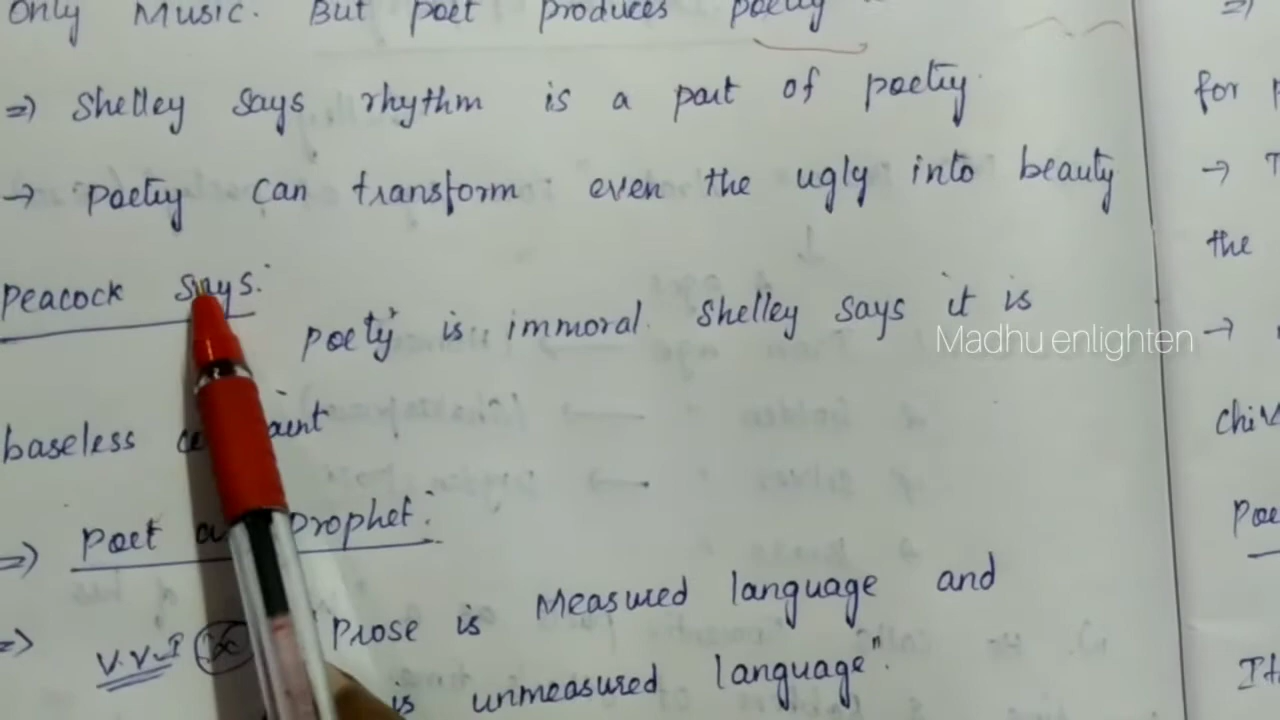 only Music. But poet produces poetry
=) Shelley says rhythm is a part of poetry.
→ poetry can transform even the ugly into beauty
Peacock says:
poety is immoral. Shelley says it is
baseless
=) Poet Prophet:
=> V.V.I "Prose is Measured language and
is unmeasured language".
=)
for
→
the
→
Madhu enlighten